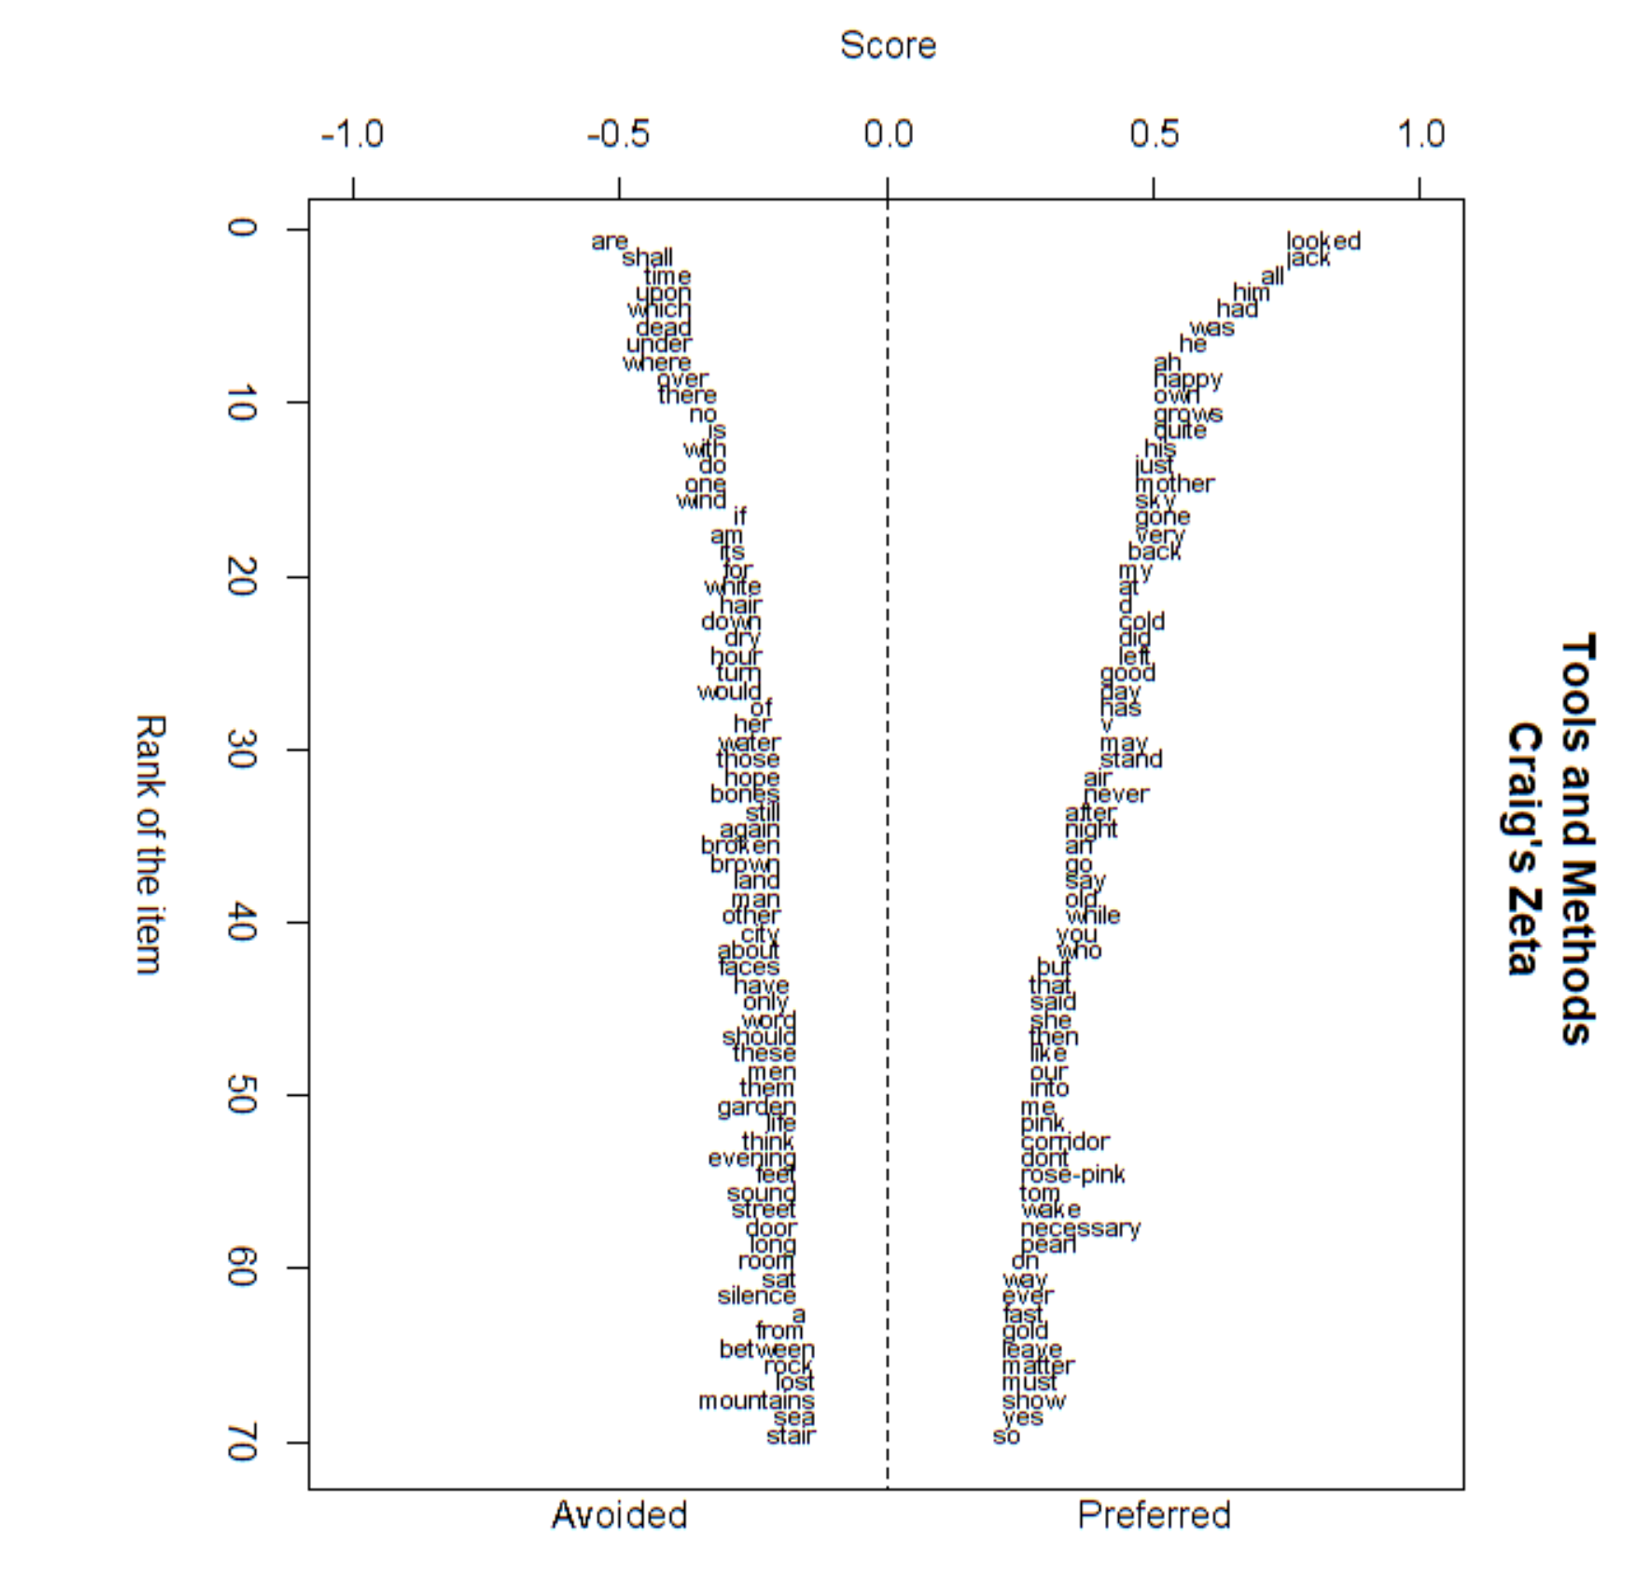 Score
-1.0 -0.5 0.0 0.5 1.0
Tools and Methods
Craig's Zeta
Rank of the item
0
10
20
30
40
50
60
70
are
shall
time
upon
which
dead
under
where
over
there
no
is
with
do
one
wind
if
am
its
for
white
hair
down
dry
hour
turn
would
of
her
water
those
hope
bones
still
again
broken
brown
land
man
other
city
about
faces
have
only
word
should
these
men
them
garden
life
think
evening
feet
sound
street
door
long
room
sat
silence
a
from
between
rock
lost
mountains
sea
stair
looked
jack
all
him
had
was
he
ah
happy
own
grows
quite
his
just
mother
sky
gone
very
back
my
at
d
cold
did
left
good
day
has
v
may
stand
air
never
after
night
an
go
say
old
while
you
who
but
that
said
she
then
like
our
into
me
pink
corridor
dont
rose-pink
tom
wake
necessary
pearl
on
way
ever
fast
gold
leave
matter
must
show
yes
so
Avoided Preferred